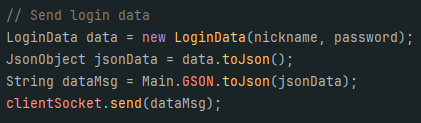 // Send login data
LoginData data = new LoginData(nickname, password);
JsonObject jsonData = data.toJson();
String dataMsg = Main.GSON.toJson(jsonData);
clientSocket.send(dataMsg);